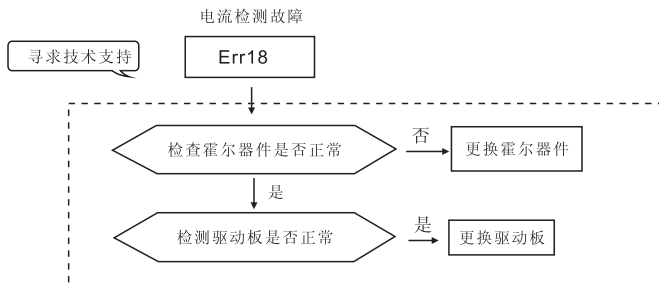 电流检测故障
寻求技术支持
Err18
检查霍尔器件是否正常
否
更换霍尔器件
是
检测驱动板是否正常
是
更换驱动板